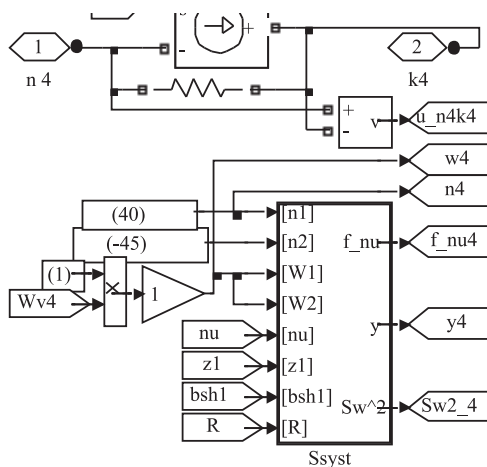 s
- +
1
2
n 4
k4
+
-
v
u_n4k4
w4
n4
(40)
(-45)
(1)
Wv4
1
[n1]
[n2]
[W1]
[W2]
[nu]
[z1]
[bsh1]
[R]
f_nu
y
Sw^2
f_nu4
y4
Sw2_4
nu
z1
bsh1
R
Ssyst